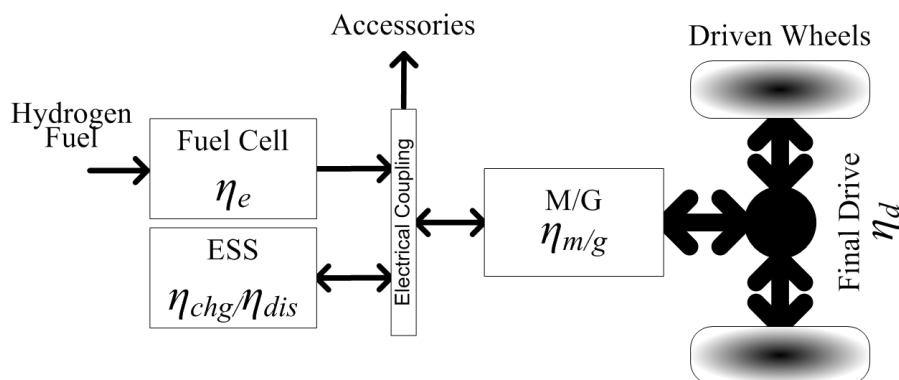 Accessories
Driven Wheels
Hydrogen
Fuel
Fuel Cell
ηe
ESS
ηchg/ηdis
Electrical Coupling
M/G
ηm/g
Final Drive
ηd